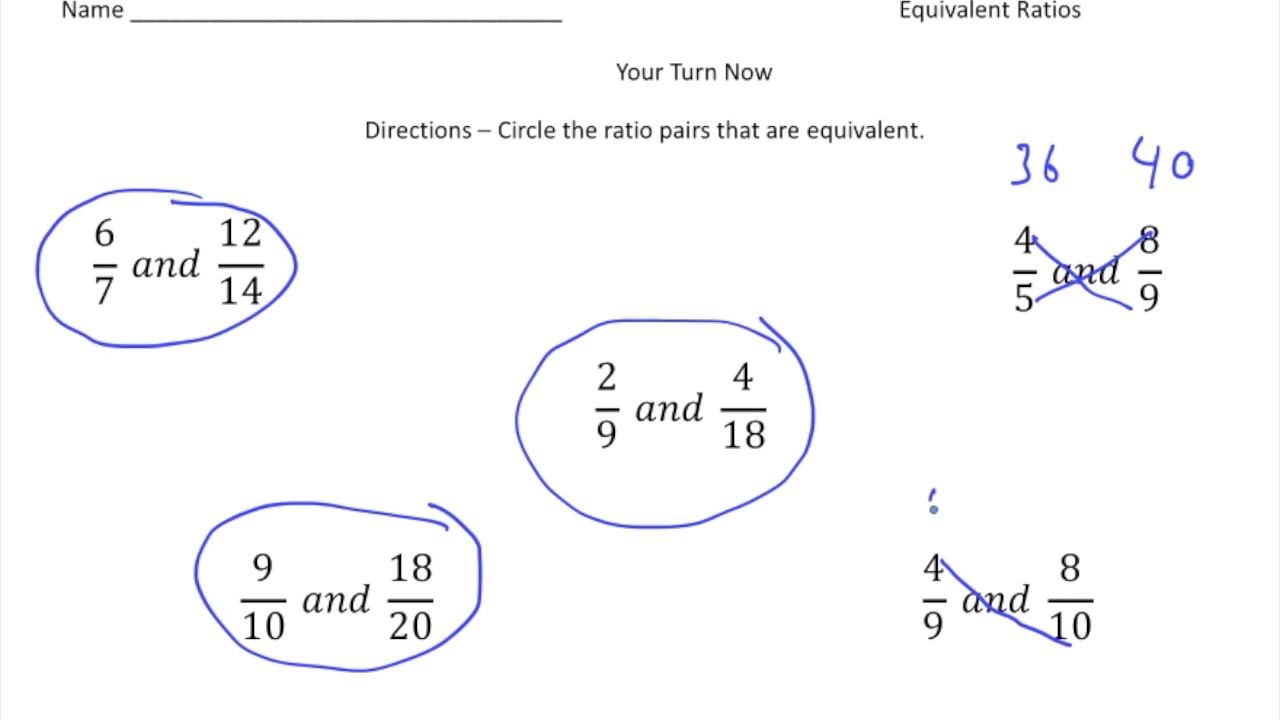 Name ________________________________ Equivalent Ratios
Your Turn Now
Directions – Circle the ratio pairs that are equivalent.
36 40
6/7 and 12/14
4/5 and 8/9
2/9 and 4/18
9/10 and 18/20
4/9 and 8/10